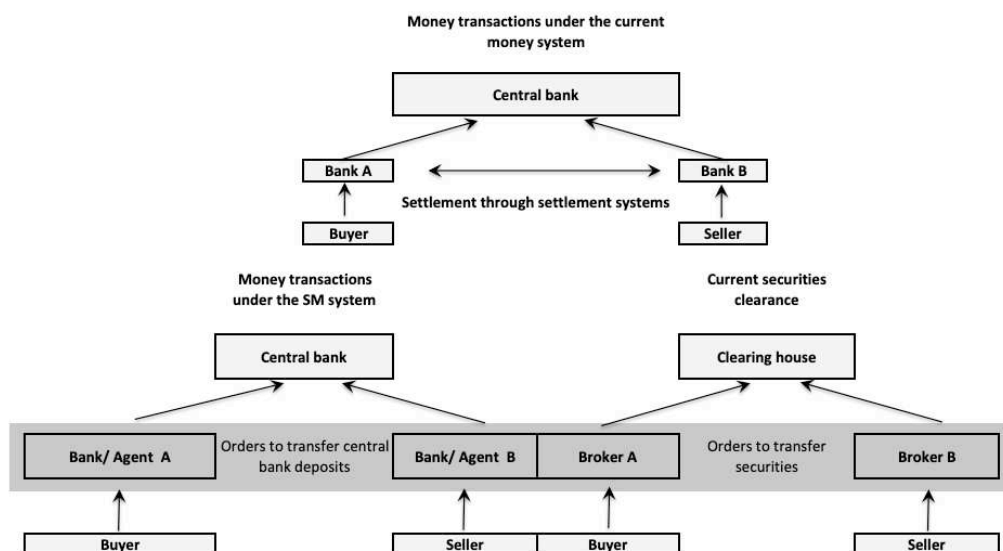 Money transactions under the current
money system
Central bank
Bank A
Bank B
Settlement through settlement systems
Buyer
Seller
Money transactions
under the SM system
Current securities
clearance
Central bank
Clearing house
Bank/ Agent A
Orders to transfer central
bank deposits
Bank/ Agent B
Broker A
Orders to transfer
securities
Broker B
Buyer
Seller
Buyer
Seller